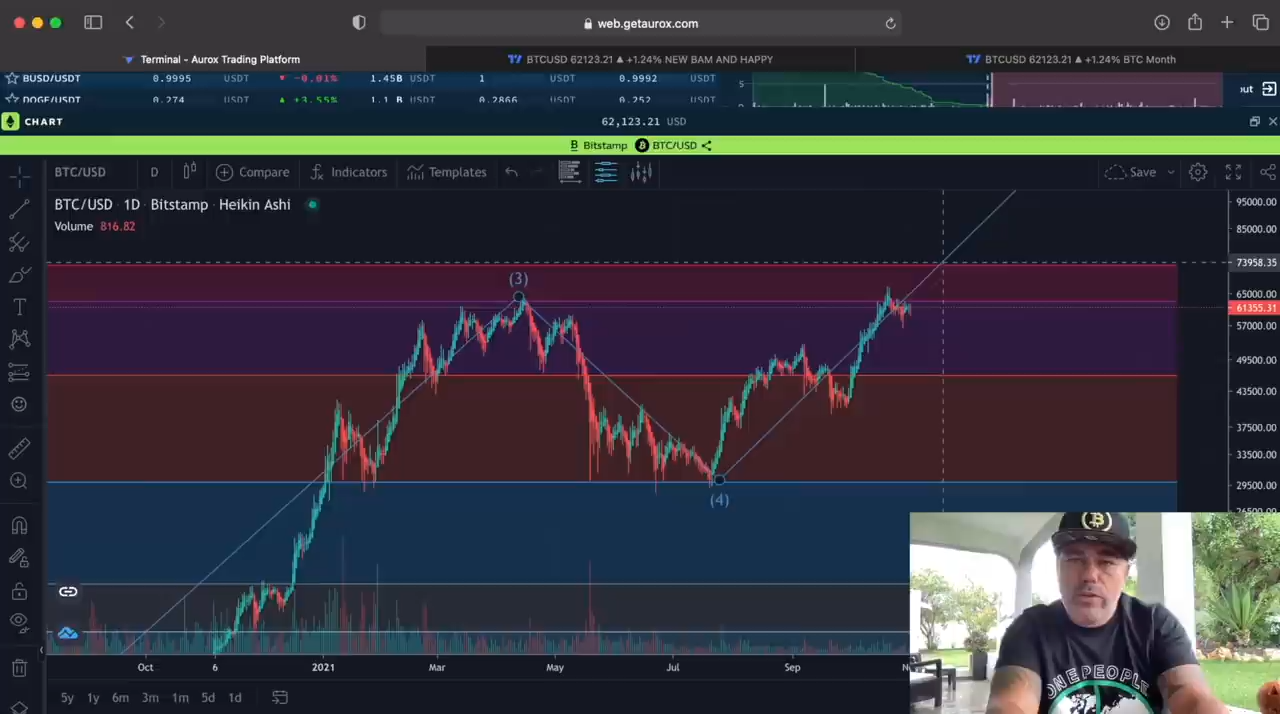 web.getaurox.com
Terminal - Aurox Trading Platform
BTCUSD 62123.21 ▲ +1.24% NEW BAM AND HAPPY
BTCUSD 62123.21 ▲ +1.24% BTC Month
BUSD/USDT 0.9995 USDT ▼ -0.01% 1.45B USDT 1 0.9992 USDT
DOGE/USDT 0.274 USDT ▲ +3.55% 1.1 B USDT 0.2866 USDT 0.252 USDT
5
0
out
CHART
62,123.21 USD
Bitstamp BTC/USD
BTC/USD D Compare Indicators Templates Save
BTC/USD 1D Bitstamp Heikin Ashi
Volume 816.82
95000.00
85000.00
73958.35
65000.00
61355.31
57000.00
49500.00
43500.00
37500.00
33500.00
29500.00
(3)
(4)
Oct 6 2021 Mar May Jul Sep
5y 1y 6m 3m 1m 5d 1d
B
ONE PEOPLE